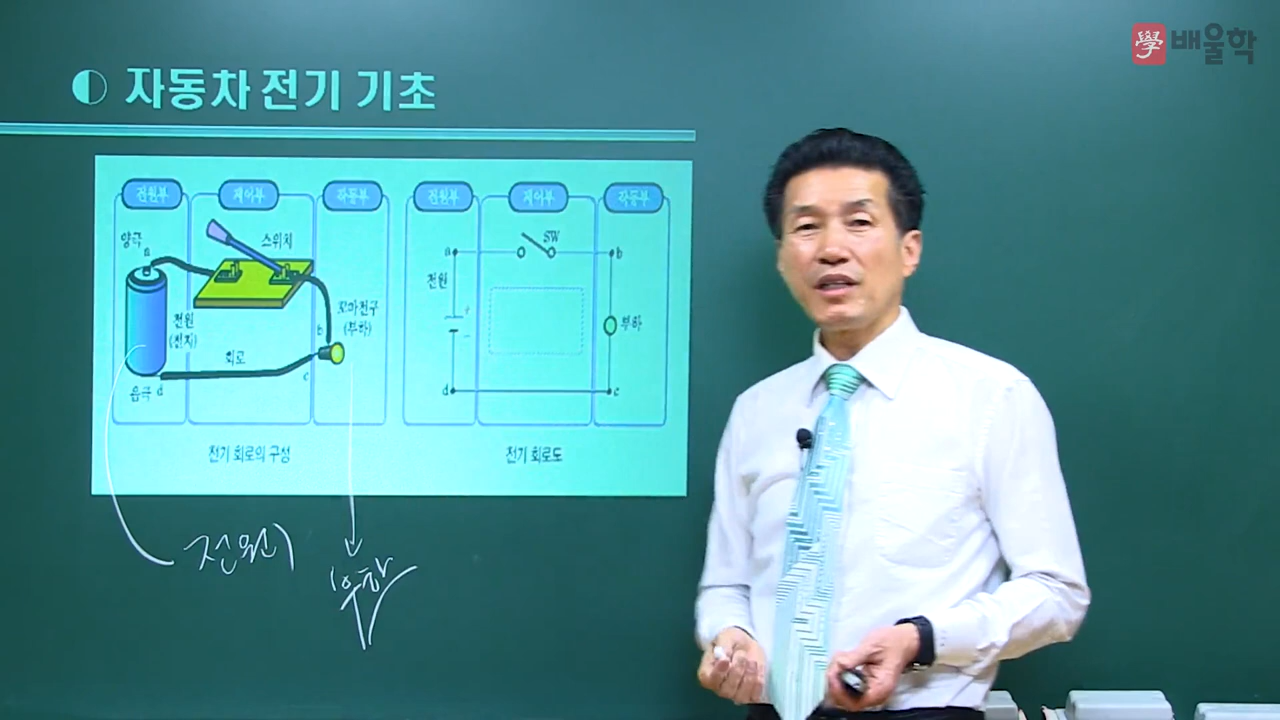 學 배울학
자동차 전기 기초
전원부 제어부 작동부 전원부 제어부 작동부
양극 a 스위치 SW
a b
전원
꼬마전구
(부하)
전원
(전지)
b
+
-
부하
회로
c
음극 d
d c
전기 회로의 구성 전기 회로도
전원
부하